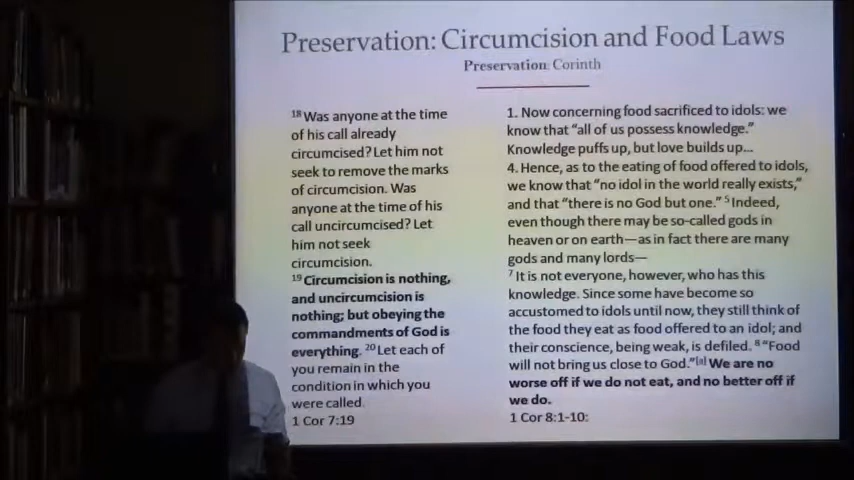 Preservation: Circumcision and Food Laws
Preservation: Corinth
18 Was anyone at the time
of his call already
circumcised? Let him not
seek to remove the marks
of circumcision. Was
anyone at the time of his
call uncircumcised? Let
him not seek
circumcision.
19 Circumcision is nothing,
and uncircumcision is
nothing; but obeying the
commandments of God is
everything. 20 Let each of
you remain in the
condition in which you
were called.
1 Cor 7:19
1. Now concerning food sacrificed to idols: we
know that “all of us possess knowledge.”
Knowledge puffs up, but love builds up...
4. Hence, as to the eating of food offered to idols,
we know that “no idol in the world really exists,”
and that “there is no God but one.” 5 Indeed,
even though there may be so-called gods in
heaven or on earth—as in fact there are many
gods and many lords—
7 It is not everyone, however, who has this
knowledge. Since some have become so
accustomed to idols until now, they still think of
the food they eat as food offered to an idol; and
their conscience, being weak, is defiled. 8 “Food
will not bring us close to God.”[a] We are no
worse off if we do not eat, and no better off if
we do.
1 Cor 8:1-10: